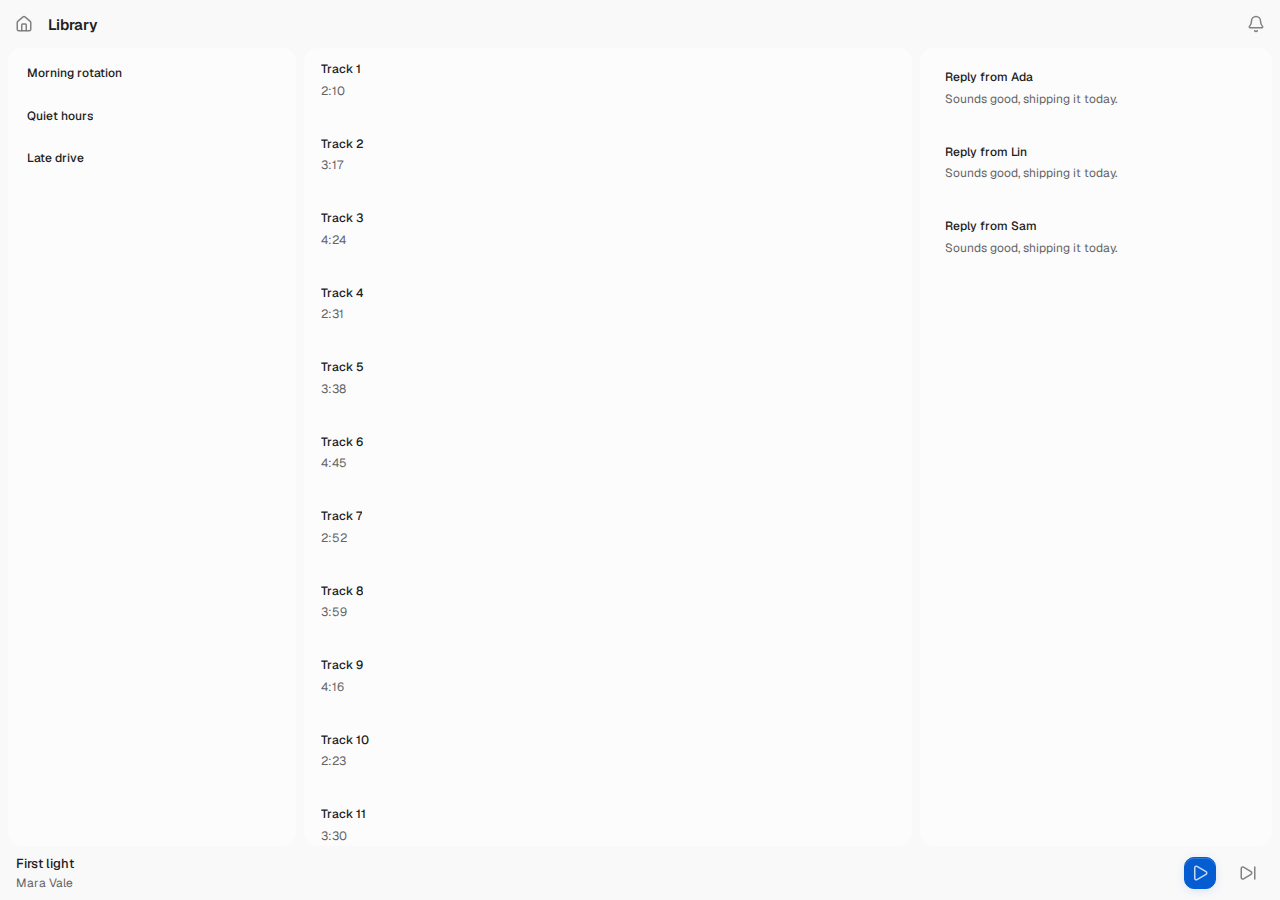 Library
Morning rotation
Quiet hours
Late drive
Track 1
2:10
Track 2
3:17
Track 3
4:24
Track 4
2:31
Track 5
3:38
Track 6
4:45
Track 7
2:52
Track 8
3:59
Track 9
4:16
Track 10
2:23
Track 11
3:30
Reply from Ada
Sounds good, shipping it today.
Reply from Lin
Sounds good, shipping it today.
Reply from Sam
Sounds good, shipping it today.
First light
Mara Vale